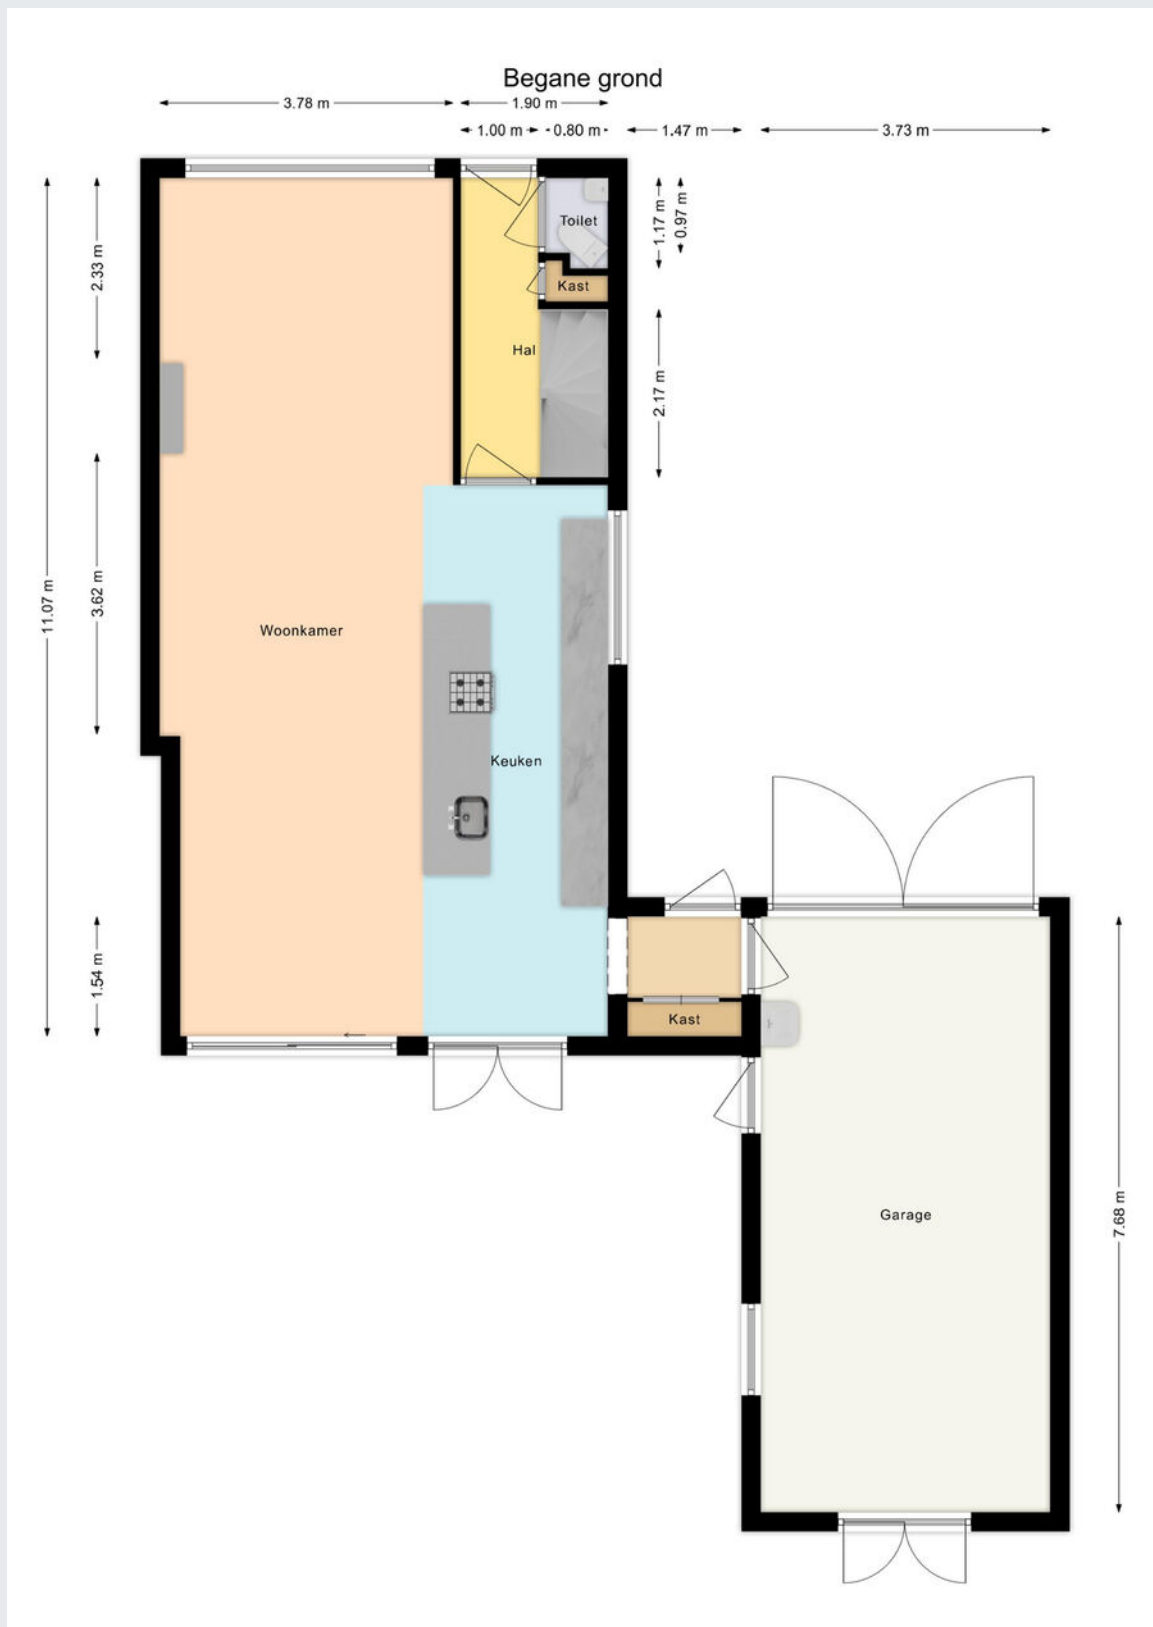 Begane grond
3.78 m
1.90 m
1.00 m
0.80 m
1.47 m
3.73 m
Toilet
1.17 m
0.97 m
2.33 m
Kast
Hal
2.17 m
11.07 m
3.62 m
Woonkamer
Keuken
1.54 m
Kast
7.68 m
Garage